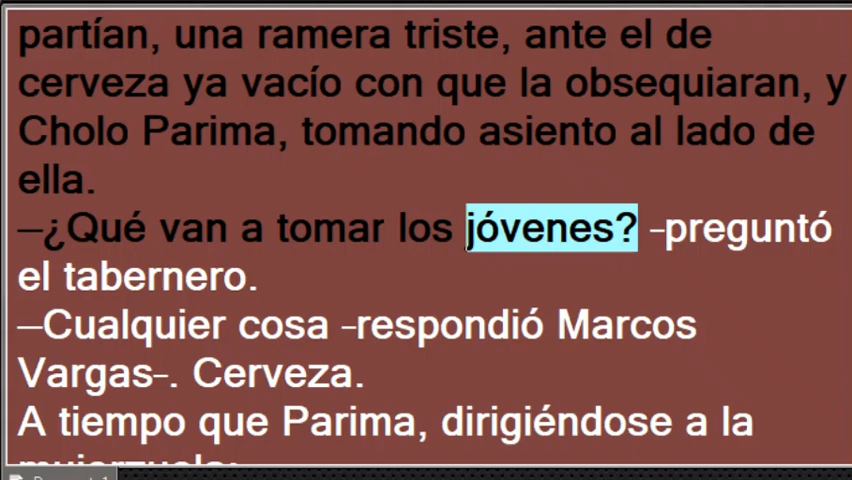 partían, una ramera triste, ante el de
cerveza ya vacío con que la obsequiaran, y
Cholo Parima, tomando asiento al lado de
ella.
—¿Qué van a tomar los jóvenes? –preguntó
el tabernero.
—Cualquier cosa –respondió Marcos
Vargas–. Cerveza.
A tiempo que Parima, dirigiéndose a la